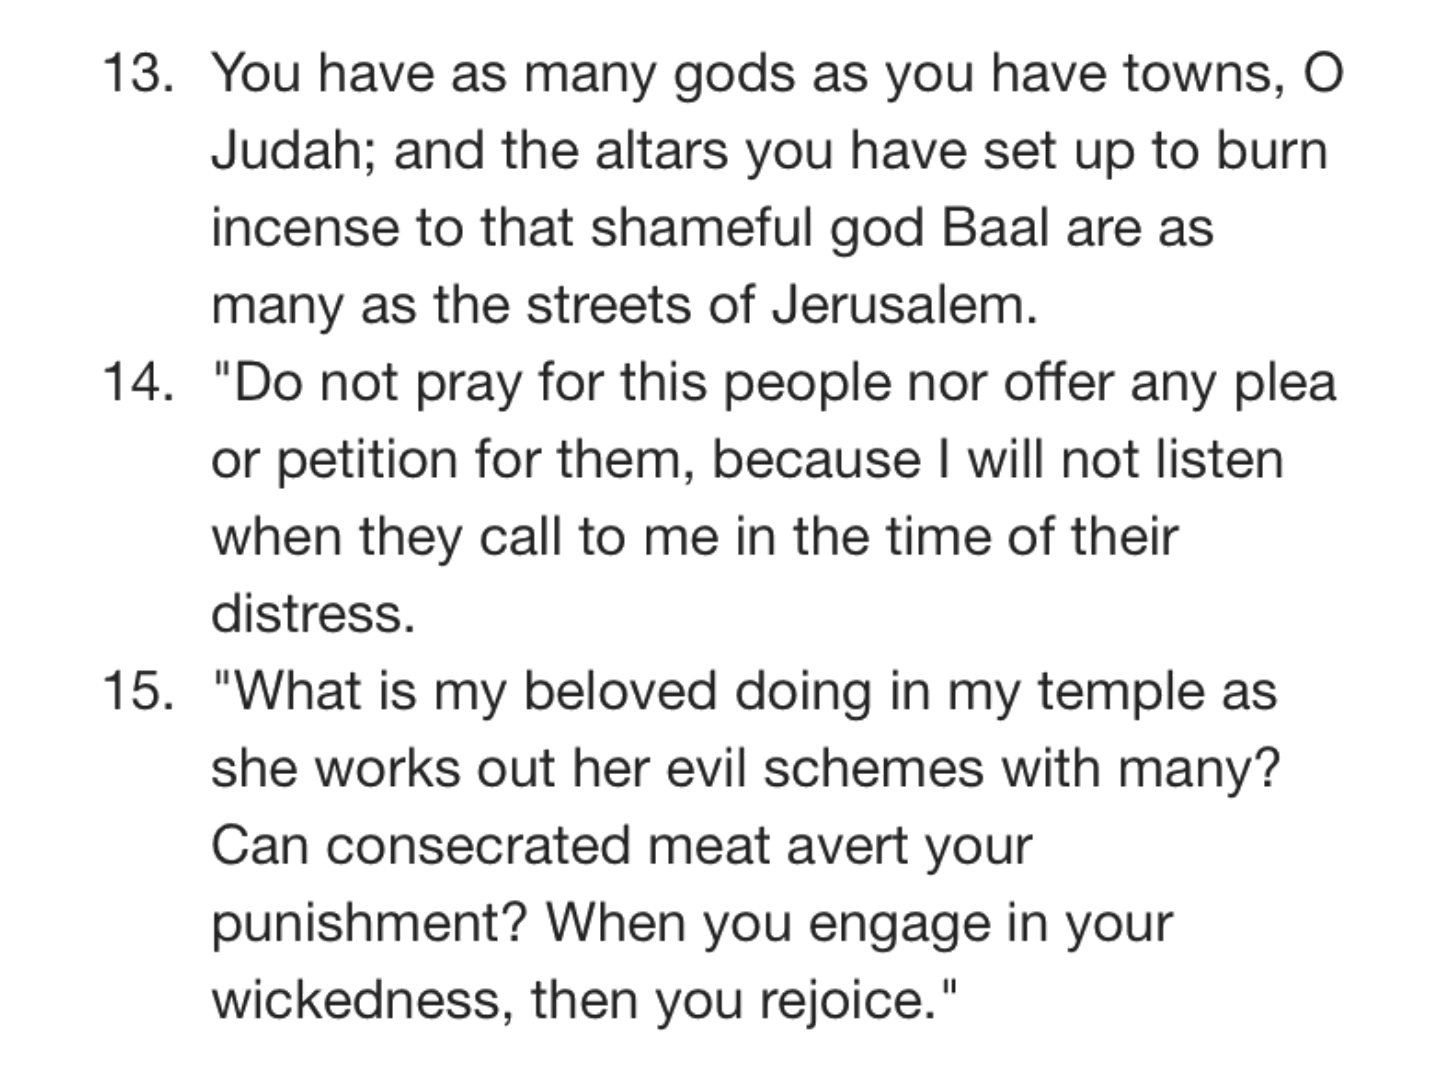 13. You have as many gods as you have towns, O
Judah; and the altars you have set up to burn
incense to that shameful god Baal are as
many as the streets of Jerusalem.
14. "Do not pray for this people nor offer any plea
or petition for them, because I will not listen
when they call to me in the time of their
distress.
15. "What is my beloved doing in my temple as
she works out her evil schemes with many?
Can consecrated meat avert your
punishment? When you engage in your
wickedness, then you rejoice."